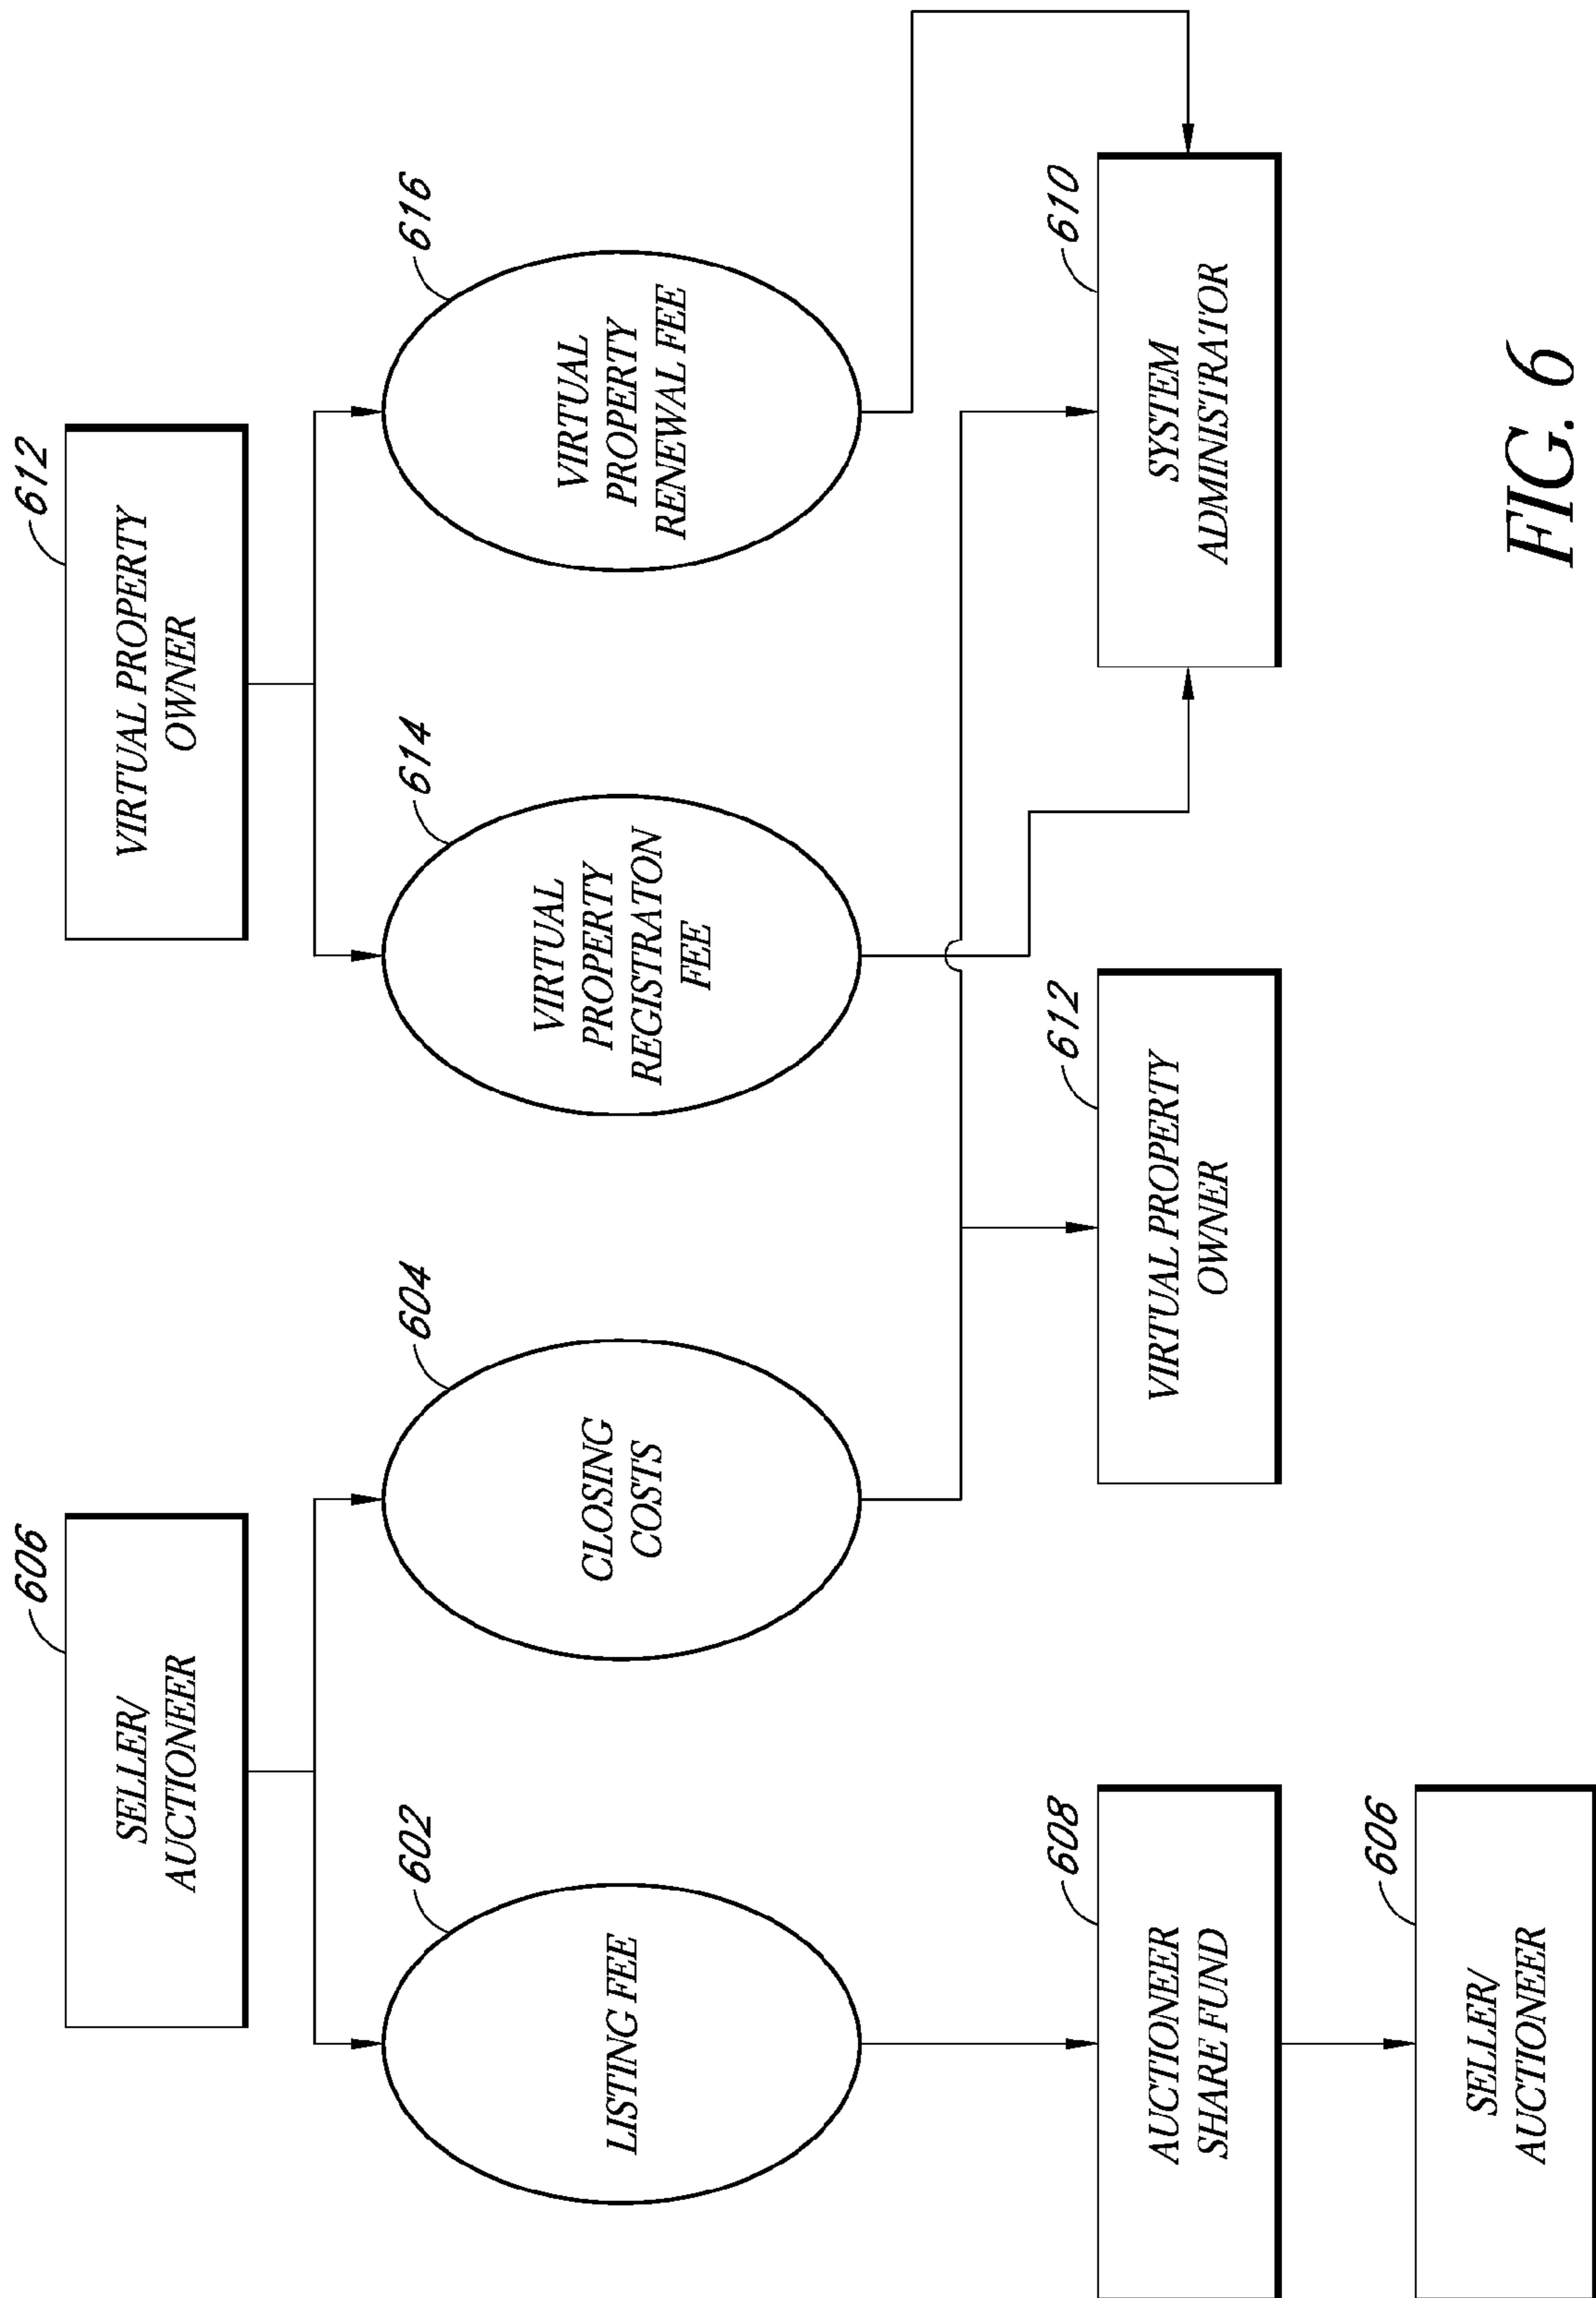 606
SELLER/
AUCTIONEER
612
VIRTUAL PROPERTY
OWNER
602
LISTING FEE
604
CLOSING
COSTS
614
VIRTUAL
PROPERTY
REGISTRATON
FEE
616
VIRTUAL
PROPERTY
RENEWAL FEE
608
AUCTIONEER
SHARE FUND
612
VIRTUAL PROPERTY
OWNER
610
SYSTEM
ADMINISTRATOR
606
SELLER/
AUCTIONEER
FIG. 6